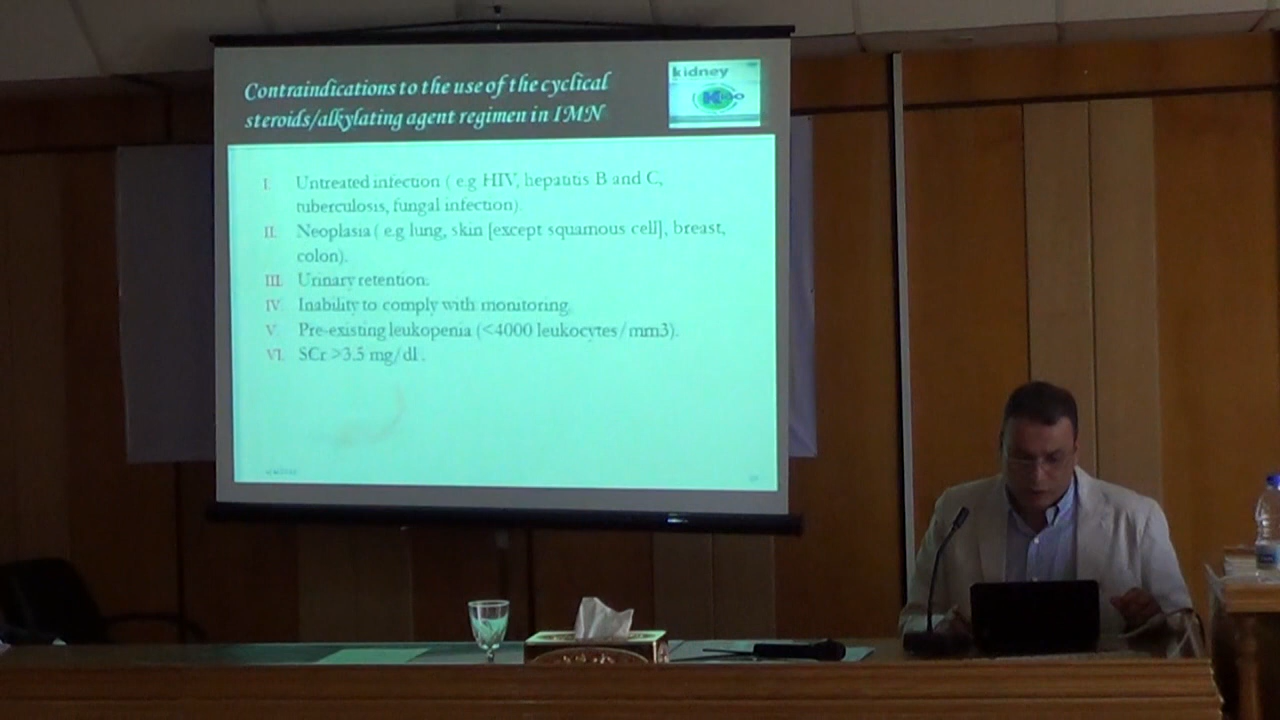 Contraindications to the use of the cyclical
steroids/alkylating agent regimen in IMN
kidney
I. Untreated infection ( e.g HIV, hepatitis B and C,
tuberculosis, fungal infection).
II. Neoplasia ( e.g lung, skin [except squamous cell], breast,
colon).
III. Urinary retention.
IV. Inability to comply with monitoring.
V. Pre-existing leukopenia (<4000 leukocytes/mm3).
VI. SCr >3.5 mg/dl .